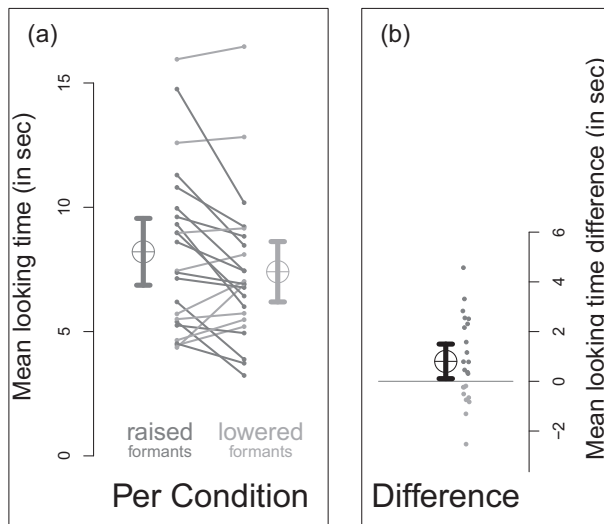 (a)
Mean looking time (in sec)
15
10
5
0
raised
formants
lowered
formants
Per Condition
(b)
Mean looking time difference (in sec)
6
4
2
0
−2
Difference